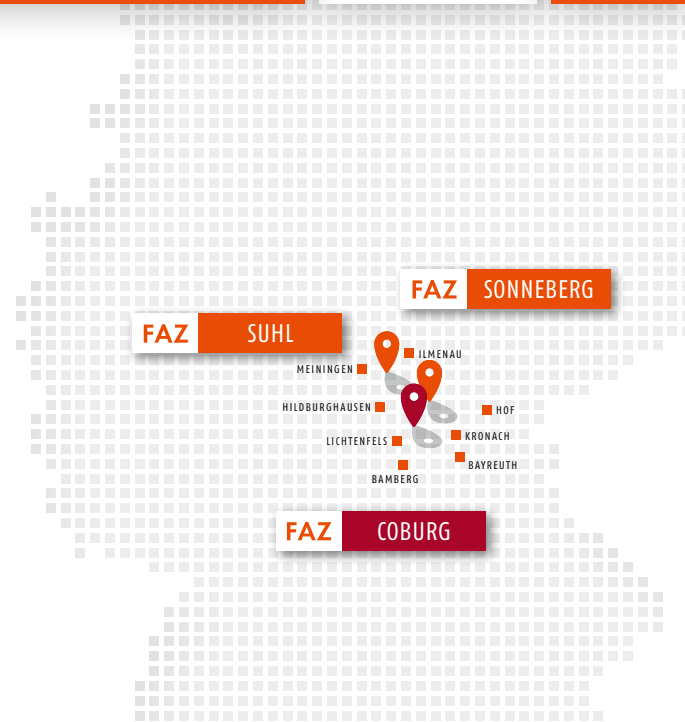 FAZ SONNEBERG
FAZ SUHL
ILMENAU
MEININGEN
HILDBURGHAUSEN
HOF
KRONACH
LICHTENFELS
BAYREUTH
BAMBERG
FAZ COBURG